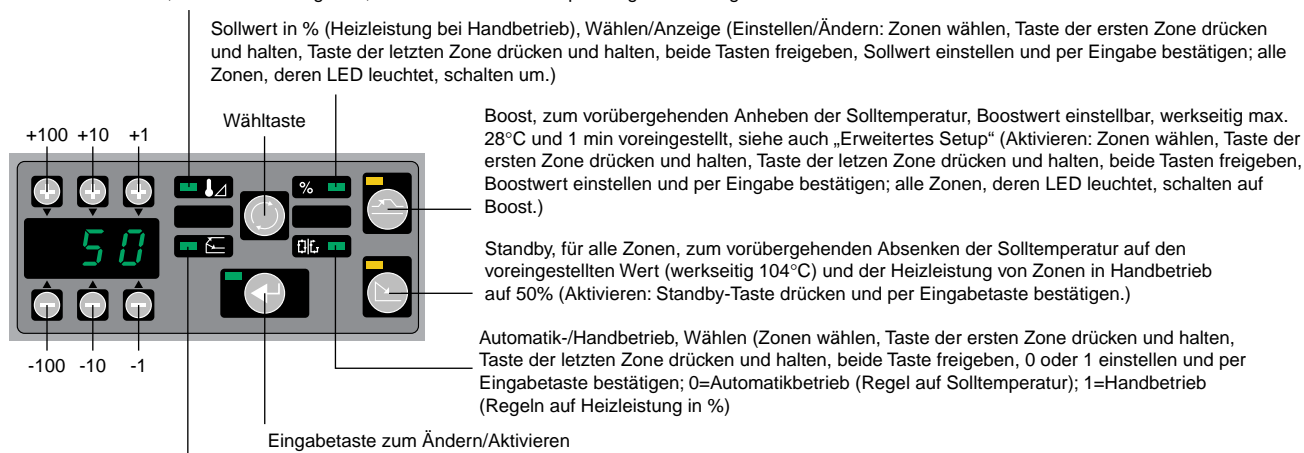 Sollwert in % (Heizleistung bei Handbetrieb), Wählen/Anzeige (Einstellen/Ändern: Zonen wählen, Taste der ersten Zone drücken
und halten, Taste der letzten Zone drücken und halten, beide Tasten freigeben, Sollwert einstellen und per Eingabe bestätigen; alle
Zonen, deren LED leuchtet, schalten um.)
Wähltaste
Boost, zum vorübergehenden Anheben der Solltemperatur, Boostwert einstellbar, werkseitig max.
28°C und 1 min voreingestellt, siehe auch „Erweitertes Setup“ (Aktivieren: Zonen wählen, Taste der
ersten Zone drücken und halten, Taste der letzen Zone drücken und halten, beide Tasten freigeben,
Boostwert einstellen und per Eingabe bestätigen; alle Zonen, deren LED leuchtet, schalten auf
Boost.)
+100 +10 +1
%
50
Standby, für alle Zonen, zum vorübergehenden Absenken der Solltemperatur auf den
voreingestellten Wert (werkseitig 104°C) und der Heizleistung von Zonen in Handbetrieb
auf 50% (Aktivieren: Standby-Taste drücken und per Eingabetaste bestätigen.)
-100 -10 -1
Automatik-/Handbetrieb, Wählen (Zonen wählen, Taste der ersten Zone drücken und halten,
Taste der letzten Zone drücken und halten, beide Taste freigeben, 0 oder 1 einstellen und per
Eingabetaste bestätigen; 0=Automatikbetrieb (Regel auf Solltemperatur); 1=Handbetrieb
(Regeln auf Heizleistung in %)
Eingabetaste zum Ändern/Aktivieren